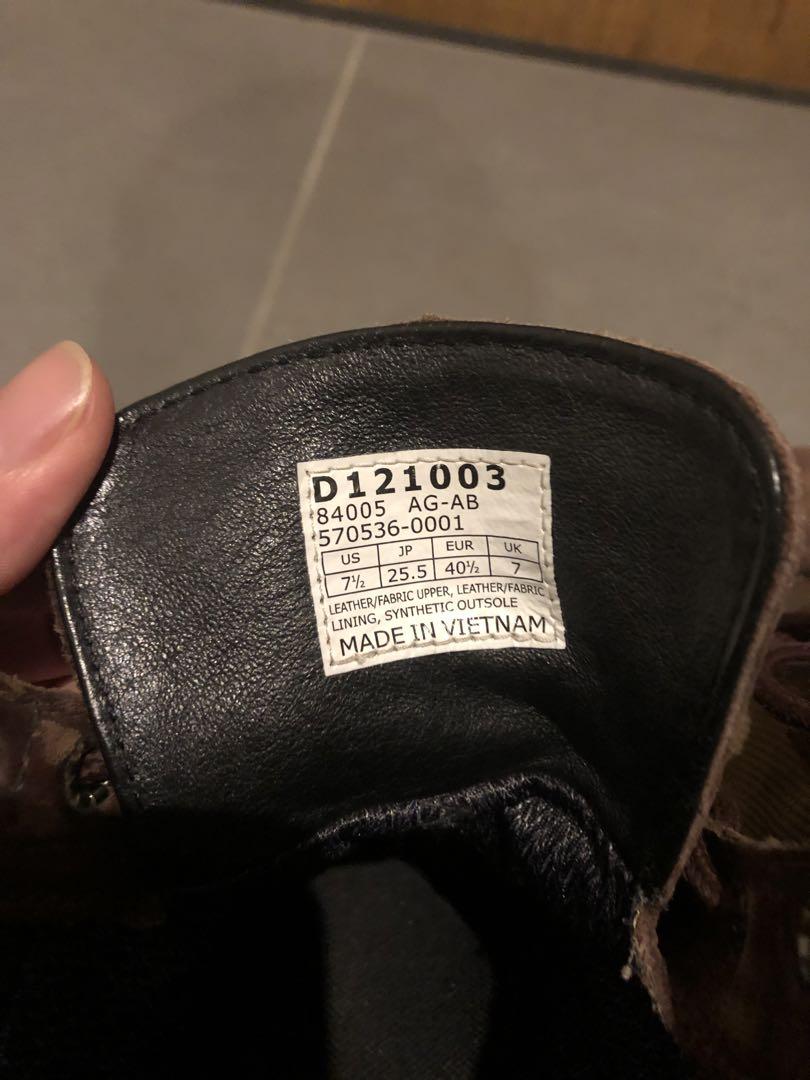 D121003
84005 AG-AB
570536-0001
US JP EUR UK
7½ 25.5 40½ 7
LEATHER/FABRIC UPPER, LEATHER/FABRIC
LINING, SYNTHETIC OUTSOLE
MADE IN VIETNAM